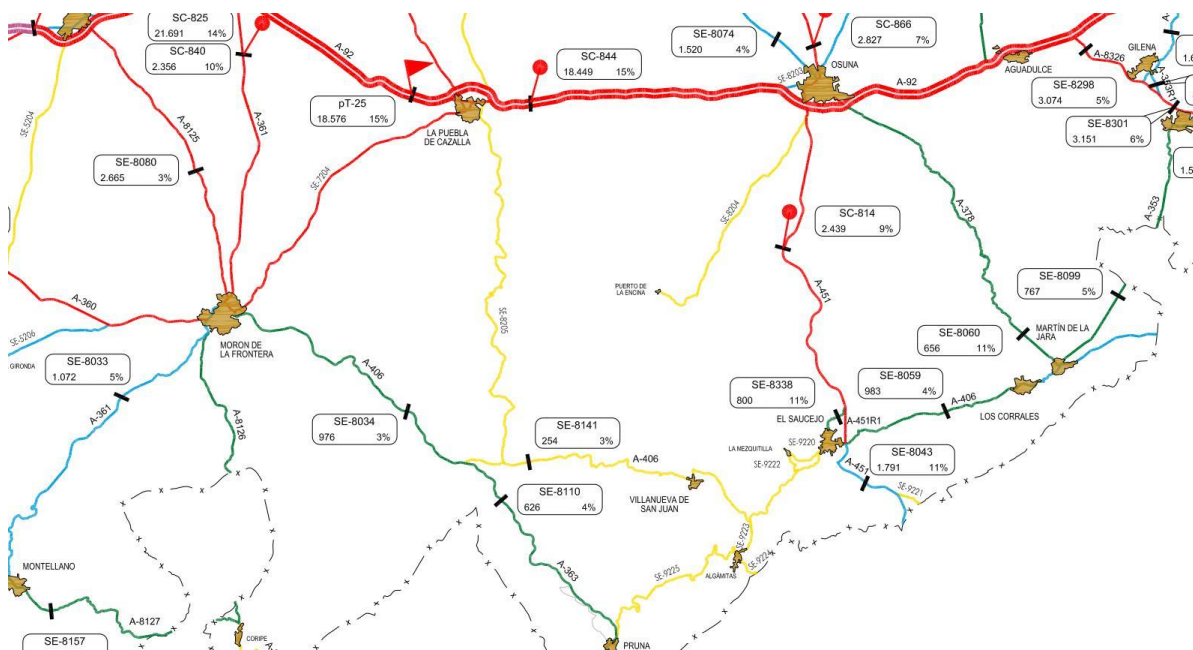 SC-825
21.691 14%
SC-840
2.356 10%
A-92
SE-8074
1.520 4%
SC-866
2.827 7%
SC-844
18.449 15%
SE-8203
OSUNA
AGUADULCE
A-8326
GILENA
A-353R1
A-92
SE-8298
3.074 5%
SE-8301
3.151 6%
pT-25
18.576 15%
LA PUEBLA
DE CAZALLA
SE-5204
A-8125
A-361
SE-8080
2.665 3%
SE-7204
SE-8204
A-378
A-353
SC-814
2.439 9%
PUERTO DE
LA ENCINA
A-451
SE-8099
767 5%
A-360
SE-5206
GIRONDA
MORON DE
LA FRONTERA
SE-8205
SE-8060
656 11%
MARTÍN DE LA
JARA
SE-8033
1.072 5%
A-361
A-406
SE-8338
800 11%
SE-8059
983 4%
A-406
LOS CORRALES
EL SAUCEJO
A-451R1
A-8126
SE-8034
976 3%
SE-8141
254 3%
A-406
LA MEZQUITILLA
SE-9220
SE-9222
SE-8043
1.791 11%
A-451
SE-9221
SE-8110
626 4%
VILLANUEVA DE
SAN JUAN
SE-9223
SE-9224
ALGÁMITAS
SE-9225
A-363
MONTELLANO
A-8127
SE-8157
CORIPE
PRUNA